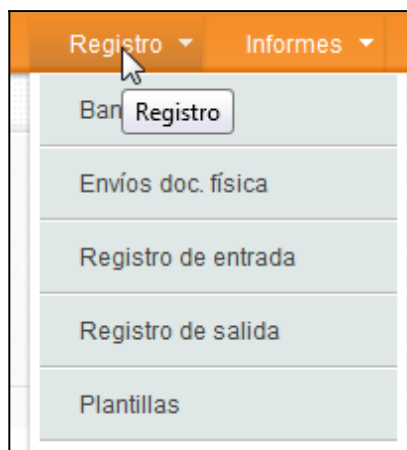 Registro Informes
Ban
Registro
Envíos doc. física
Registro de entrada
Registro de salida
Plantillas